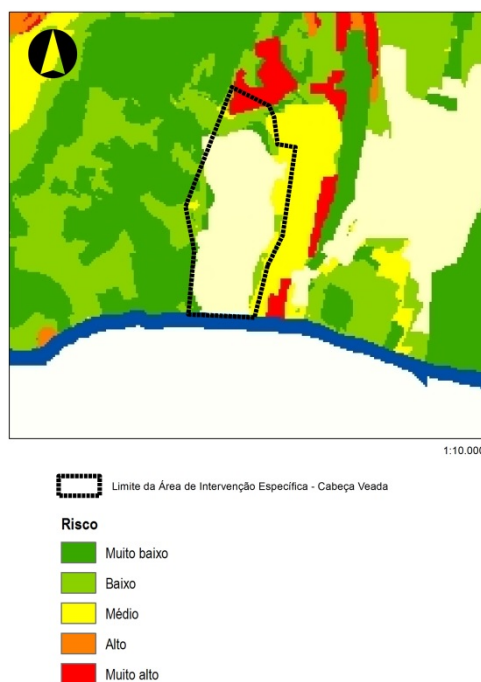 1:10.000
Limite da Área de Intervenção Específica - Cabeça Veada
Risco
Muito baixo
Baixo
Médio
Alto
Muito alto